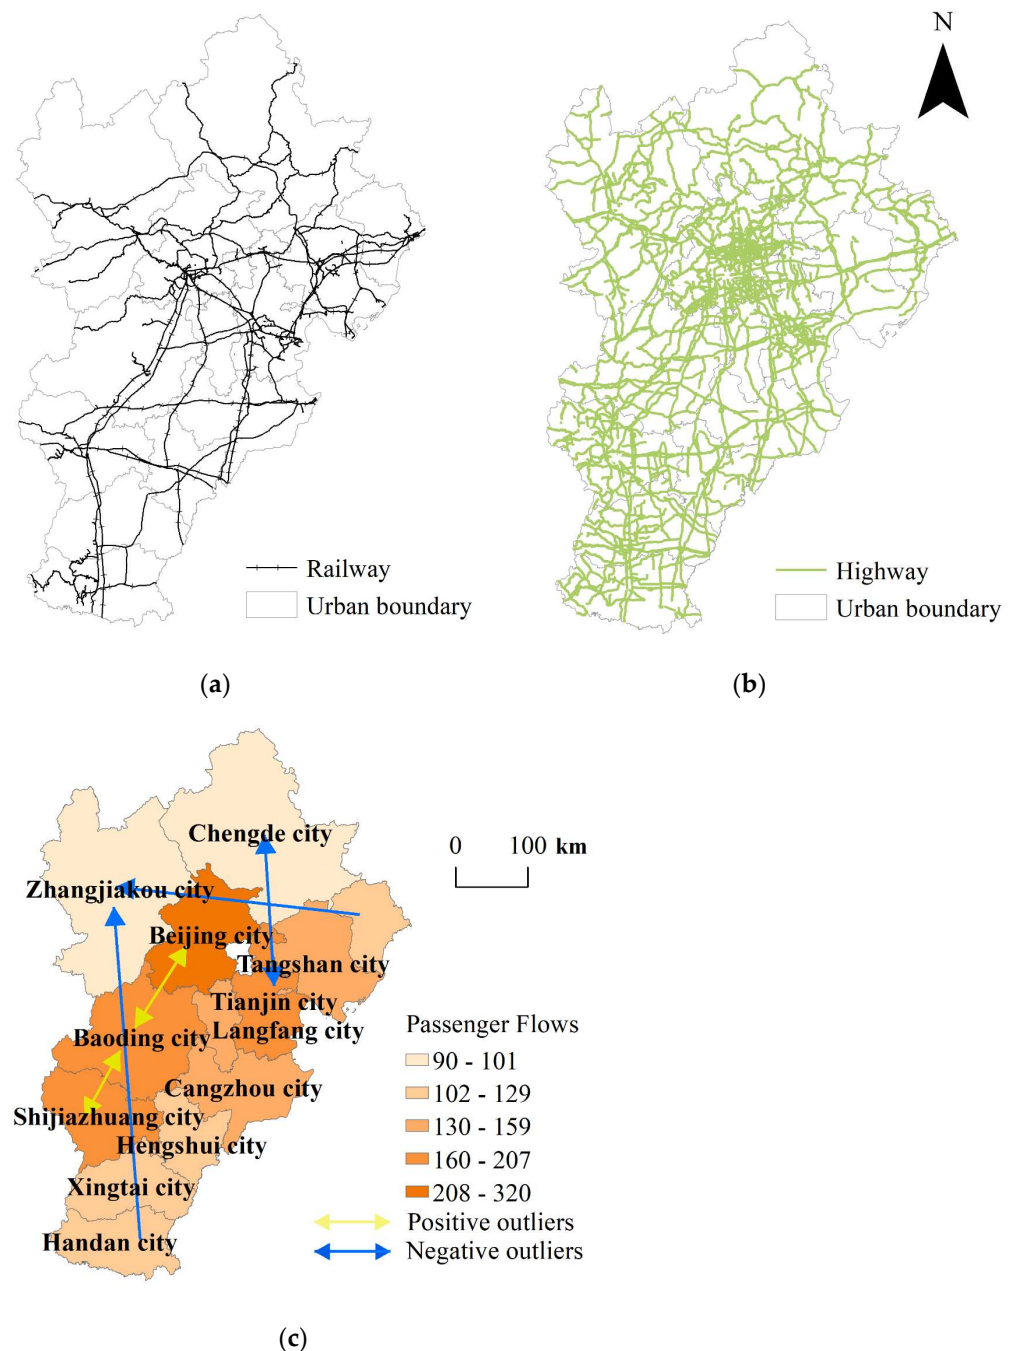 N
Railway
Urban boundary
Highway
Urban boundary
(a)
(b)
Chengde city
Zhangjiakou city
Beijing city
Tangshan city
Tianjin city
Langfang city
Baoding city
Cangzhou city
Shijiazhuang city
Hengshui city
Xingtai city
Handan city
0 100 km
Passenger Flows
90 - 101
102 - 129
130 - 159
160 - 207
208 - 320
Positive outliers
Negative outliers
(c)